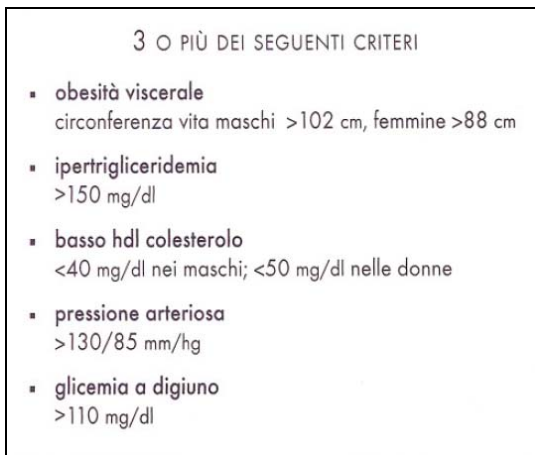 3 O PIÙ DEI SEGUENTI CRITERI
▪ obesità viscerale
circonferenza vita maschi >102 cm, femmine >88 cm
▪ ipertrigliceridemia
>150 mg/dl
▪ basso hdl colesterolo
<40 mg/dl nei maschi; <50 mg/dl nelle donne
▪ pressione arteriosa
>130/85 mm/hg
▪ glicemia a digiuno
>110 mg/dl